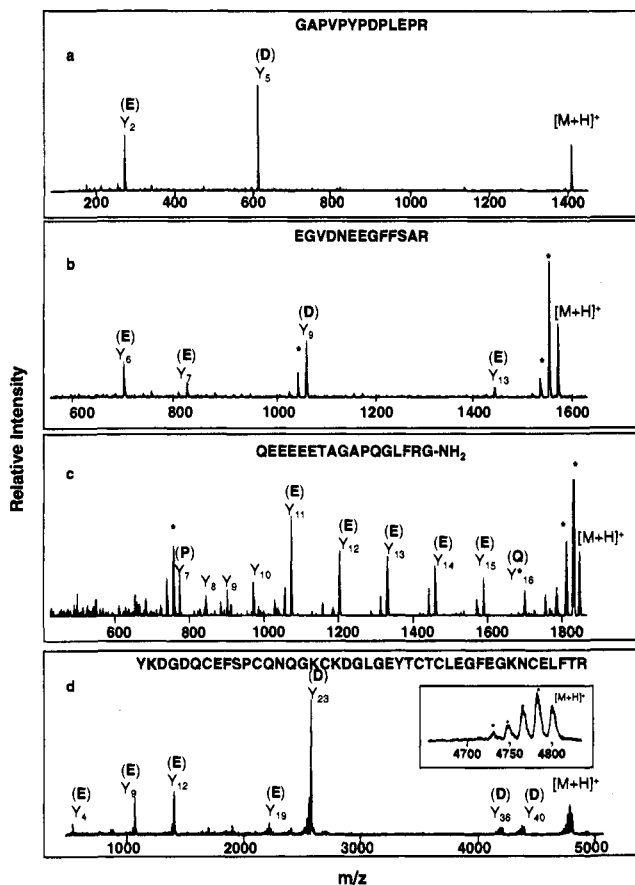 GAPVPYPDPLEPR
a
(E)
Y2
(D)
Y5
[M+H]+
200 400 600 800 1000 1200 1400
EGVDNEEGFFSAR
b
(E)
Y6
(E)
Y7
*
(D)
Y9
(E)
Y13
*
*
[M+H]+
600 800 1000 1200 1400 1600
Relative Intensity
QEEEEETAGAPQGLFRG-NH2
c
*
(P)
Y7
Y8
Y9
Y10
(E)
Y11
(E)
Y12
(E)
Y13
(E)
Y14
(E)
Y15
(Q)
Y*16
*
*
[M+H]+
600 800 1000 1200 1400 1600 1800
YKDGDQCEFSPCQNQGKCKDGLGEYTCTCLEGFEGKNCELFTR
d
(E)
Y4
(E)
Y9
(E)
Y12
(E)
Y19
(D)
Y23
(D)
Y38
(D)
Y40
[M+H]+
[M+H]+
4700 4750 4800
1000 2000 3000 4000 5000
m/z